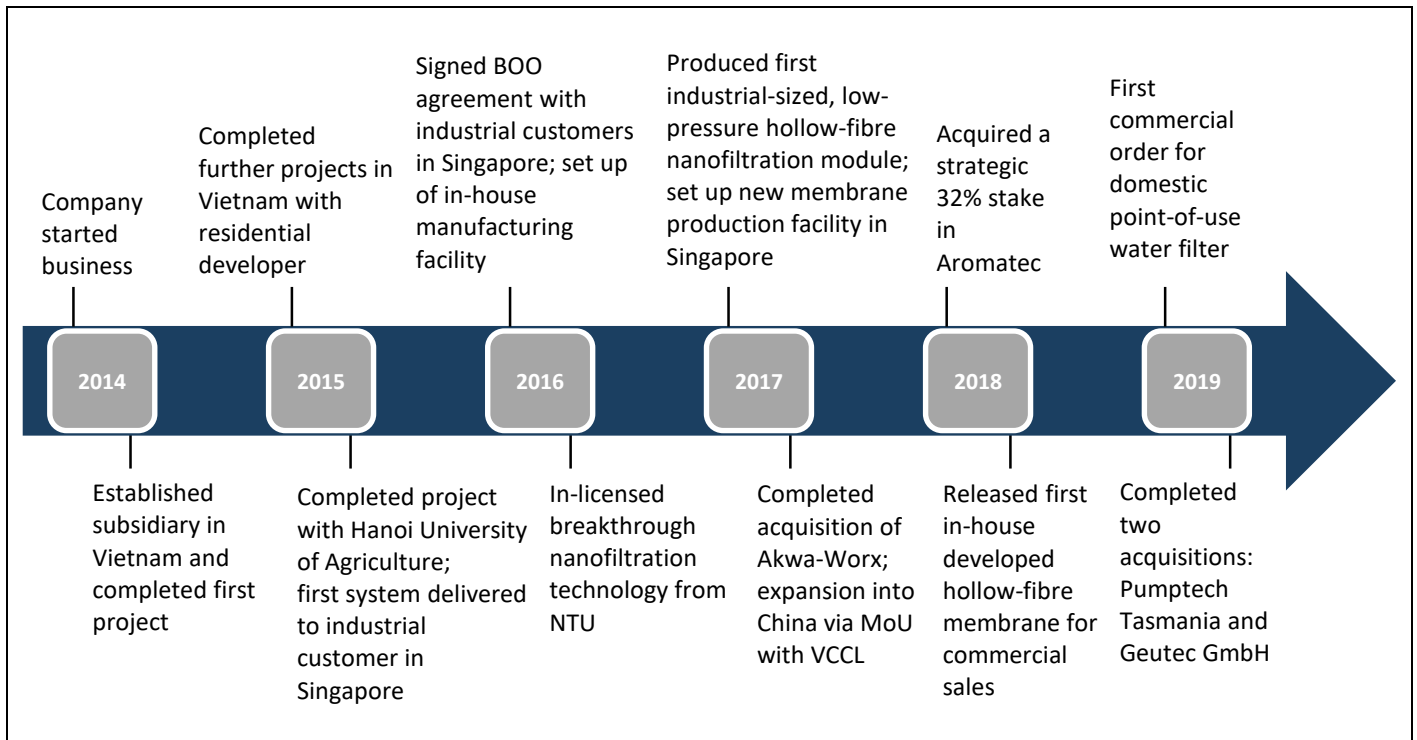 Company
started
business
Completed
further projects in
Vietnam with
residential
developer
Signed BOO
agreement with
industrial customers
in Singapore; set up
of in-house
manufacturing
facility
Produced first
industrial-sized, low-
pressure hollow-fibre
nanofiltration module;
set up new membrane
production facility in
Singapore
Acquired a
strategic
32% stake
in
Aromatec
First
commercial
order for
domestic
point-of-use
water filter
2014
2015
2016
2017
2018
2019
Established
subsidiary in
Vietnam and
completed first
project
Completed project
with Hanoi University
of Agriculture;
first system delivered
to industrial
customer in
Singapore
In-licensed
breakthrough
nanofiltration
technology from
NTU
Completed
acquisition of
Akwa-Worx;
expansion into
China via MoU
with VCCL
Released first
in-house
developed
hollow-fibre
membrane for
commercial
sales
Completed
two
acquisitions:
Pumptech
Tasmania and
Geutec GmbH